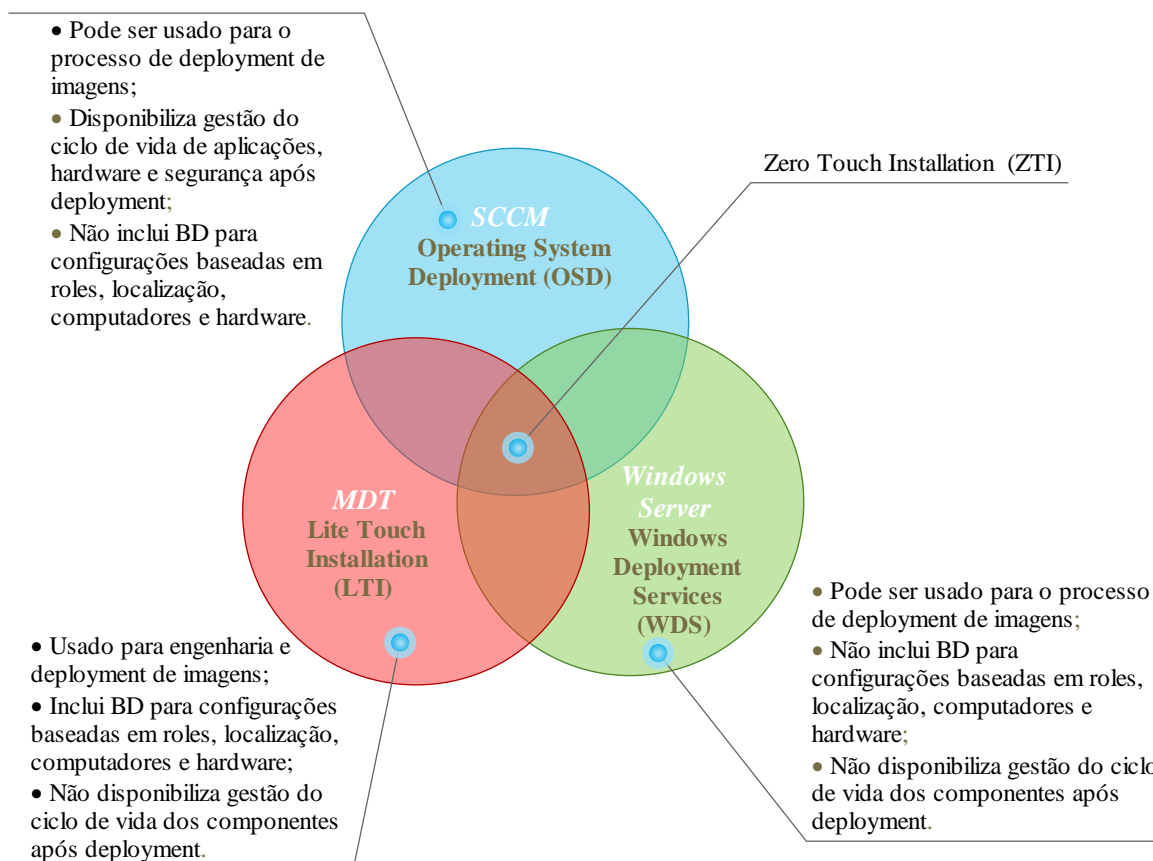 • Pode ser usado para o
processo de deployment de
imagens;
• Disponibiliza gestão do
ciclo de vida de aplicações,
hardware e segurança após
deployment;
• Não inclui BD para
configurações baseadas em
roles, localização,
computadores e hardware.
Zero Touch Installation (ZTI)
SCCM
Operating System
Deployment (OSD)
MDT
Lite Touch
Installation
(LTI)
Windows
Server
Windows
Deployment
Services
(WDS)
• Usado para engenharia e
deployment de imagens;
• Inclui BD para configurações
baseadas em roles, localização,
computadores e hardware;
• Não disponibiliza gestão do
ciclo de vida dos componentes
após deployment.
• Pode ser usado para o processo
de deployment de imagens;
• Não inclui BD para
configurações baseadas em roles,
localização, computadores e
hardware;
• Não disponibiliza gestão do ciclo
de vida dos componentes após
deployment.